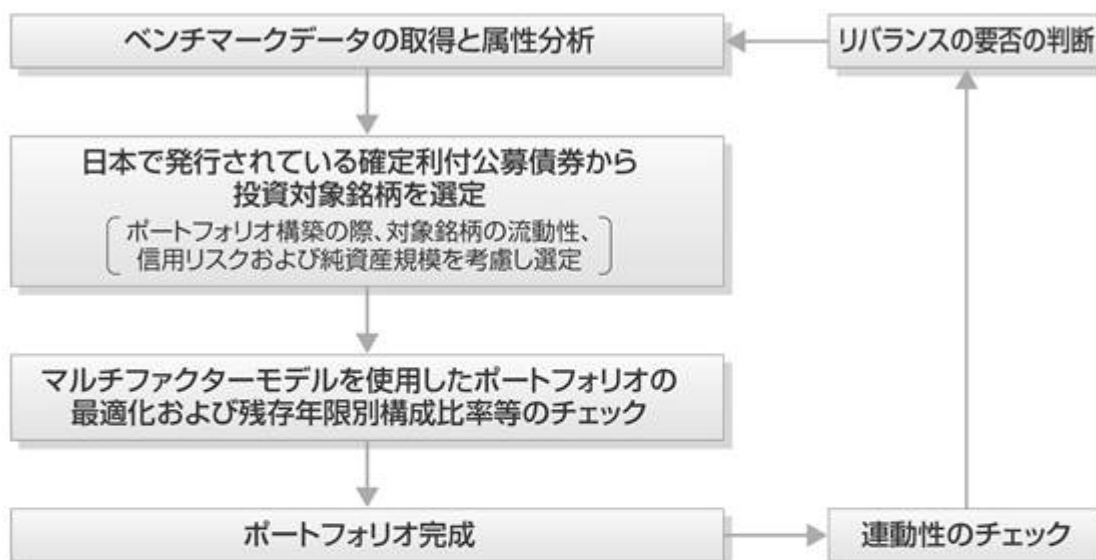 ベンチマークデータの取得と属性分析
リバランスの要否の判断
日本で発行されている確定利付公募債券から
投資対象銘柄を選定
ポートフォリオ構築の際、対象銘柄の流動性、
信用リスクおよび純資産規模を考慮し選定
マルチファクターモデルを使用したポートフォリオの
最適化および残存年限別構成比率等のチェック
ポートフォリオ完成
連動性のチェック